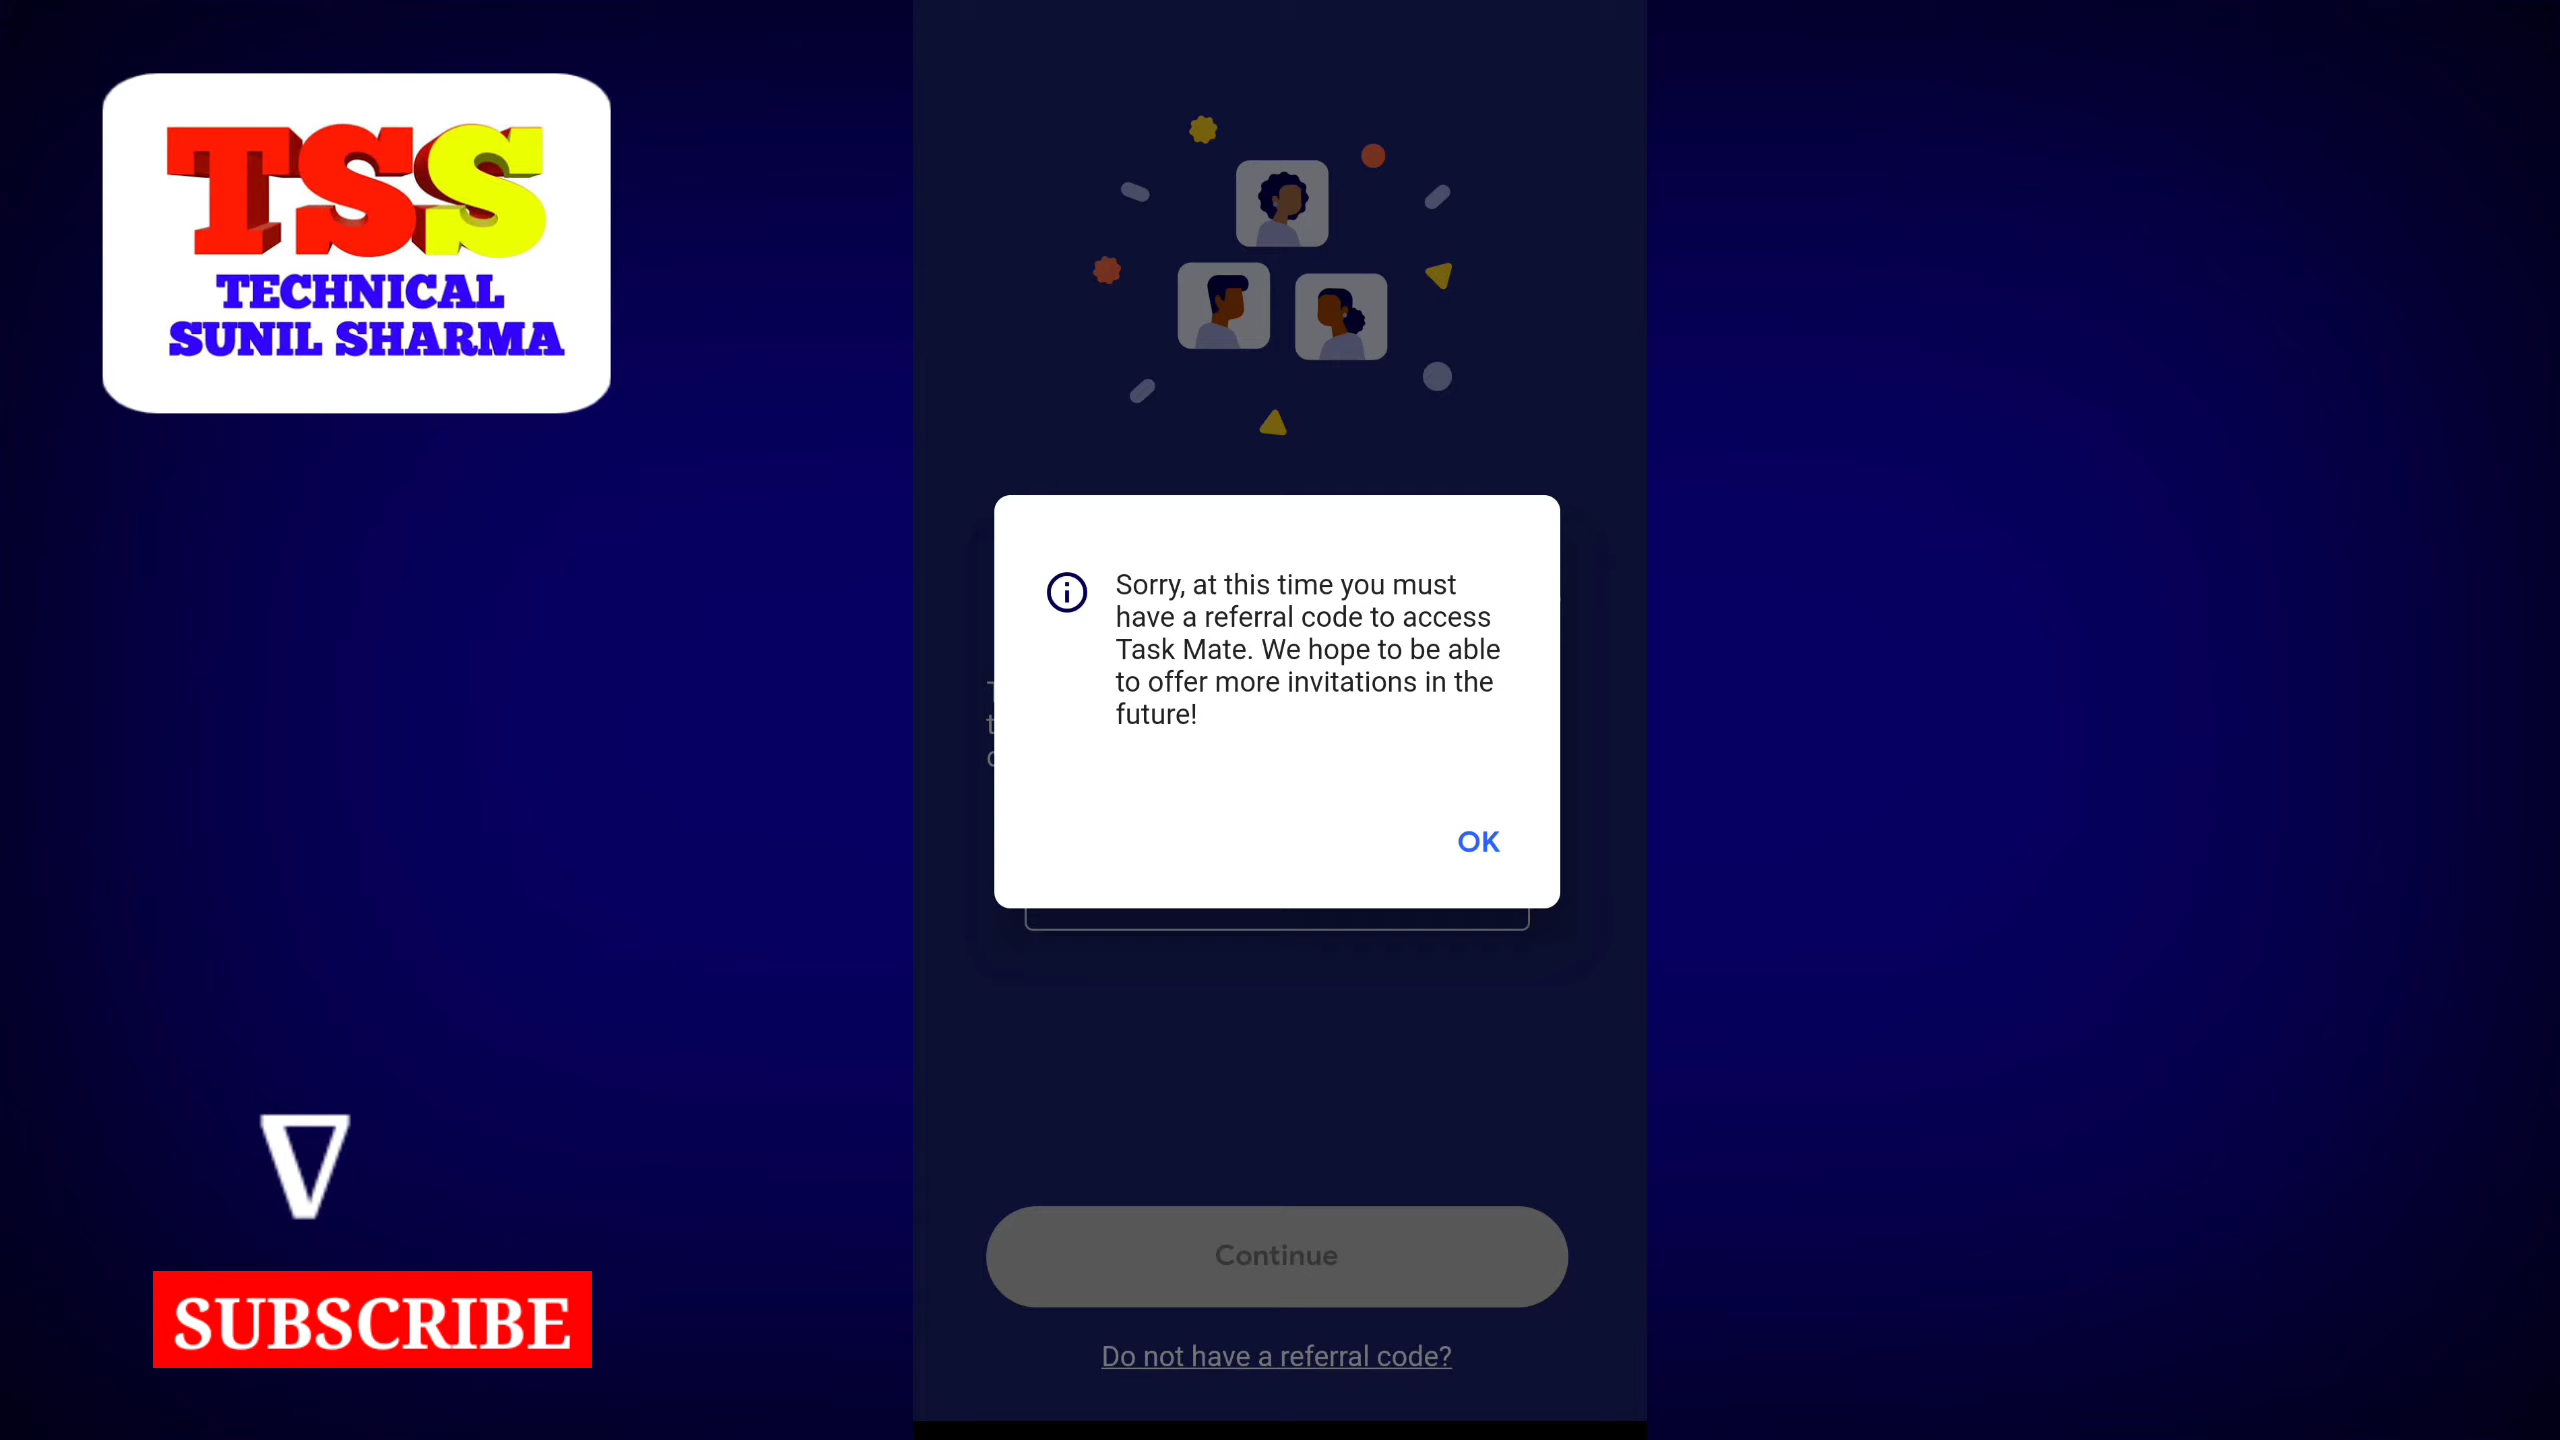 TSS
TECHNICAL
SUNIL SHARMA
Sorry, at this time you must
have a referral code to access
Task Mate. We hope to be able
to offer more invitations in the
future!
OK
Continue
Do not have a referral code?
SUBSCRIBE